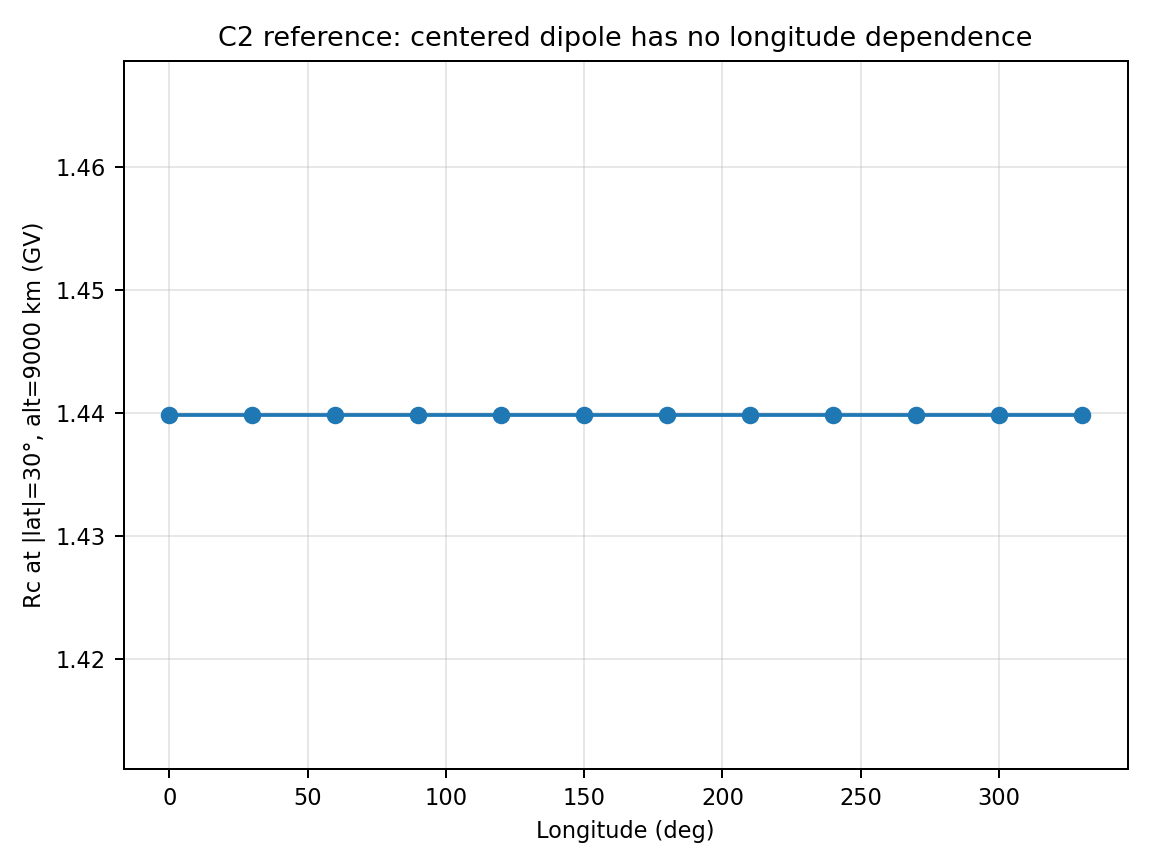 C2 reference: centered dipole has no longitude dependence
Rc at |lat|=30°, alt=9000 km (GV)
1.46
1.45
1.44
1.43
1.42
0 50 100 150 200 250 300
Longitude (deg)